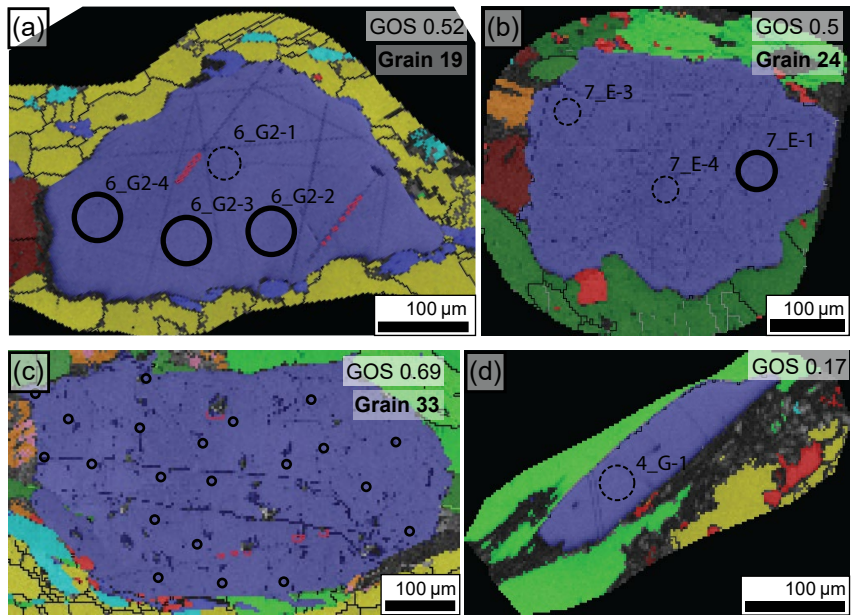 (a)
GOS 0.52
Grain 19
6_G2-1
6_G2-4
6_G2-3
6_G2-2
100 µm
(b)
GOS 0.5
Grain 24
7_E-3
7_E-1
7_E-4
100 µm
(c)
GOS 0.69
Grain 33
100 µm
(d)
GOS 0.17
4_G-1
100 µm